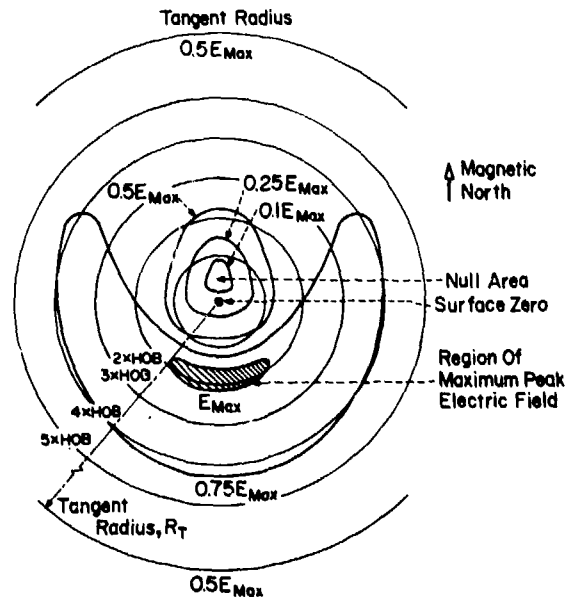 Tangent Radius
0.5EMax
Magnetic
North
0.5EMax
0.25EMax
0.1EMax
Null Area
Surface Zero
2×HOB
3×HOB
4×HOB
5×HOB
EMax
Region Of
Maximum Peak
Electric Field
0.75EMax
Tangent
Radius, RT
0.5EMax